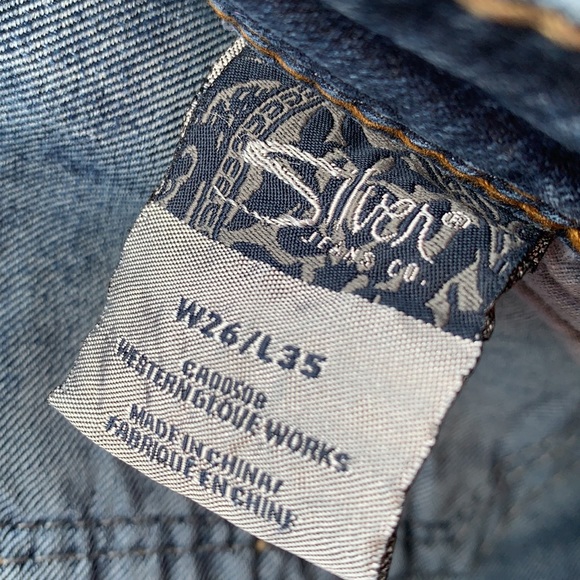 Silver
JEANS CO.
W26/L35
CA00508
WESTERN GLOVE WORKS
MADE IN CHINA/
FABRIQUÉ EN CHINE